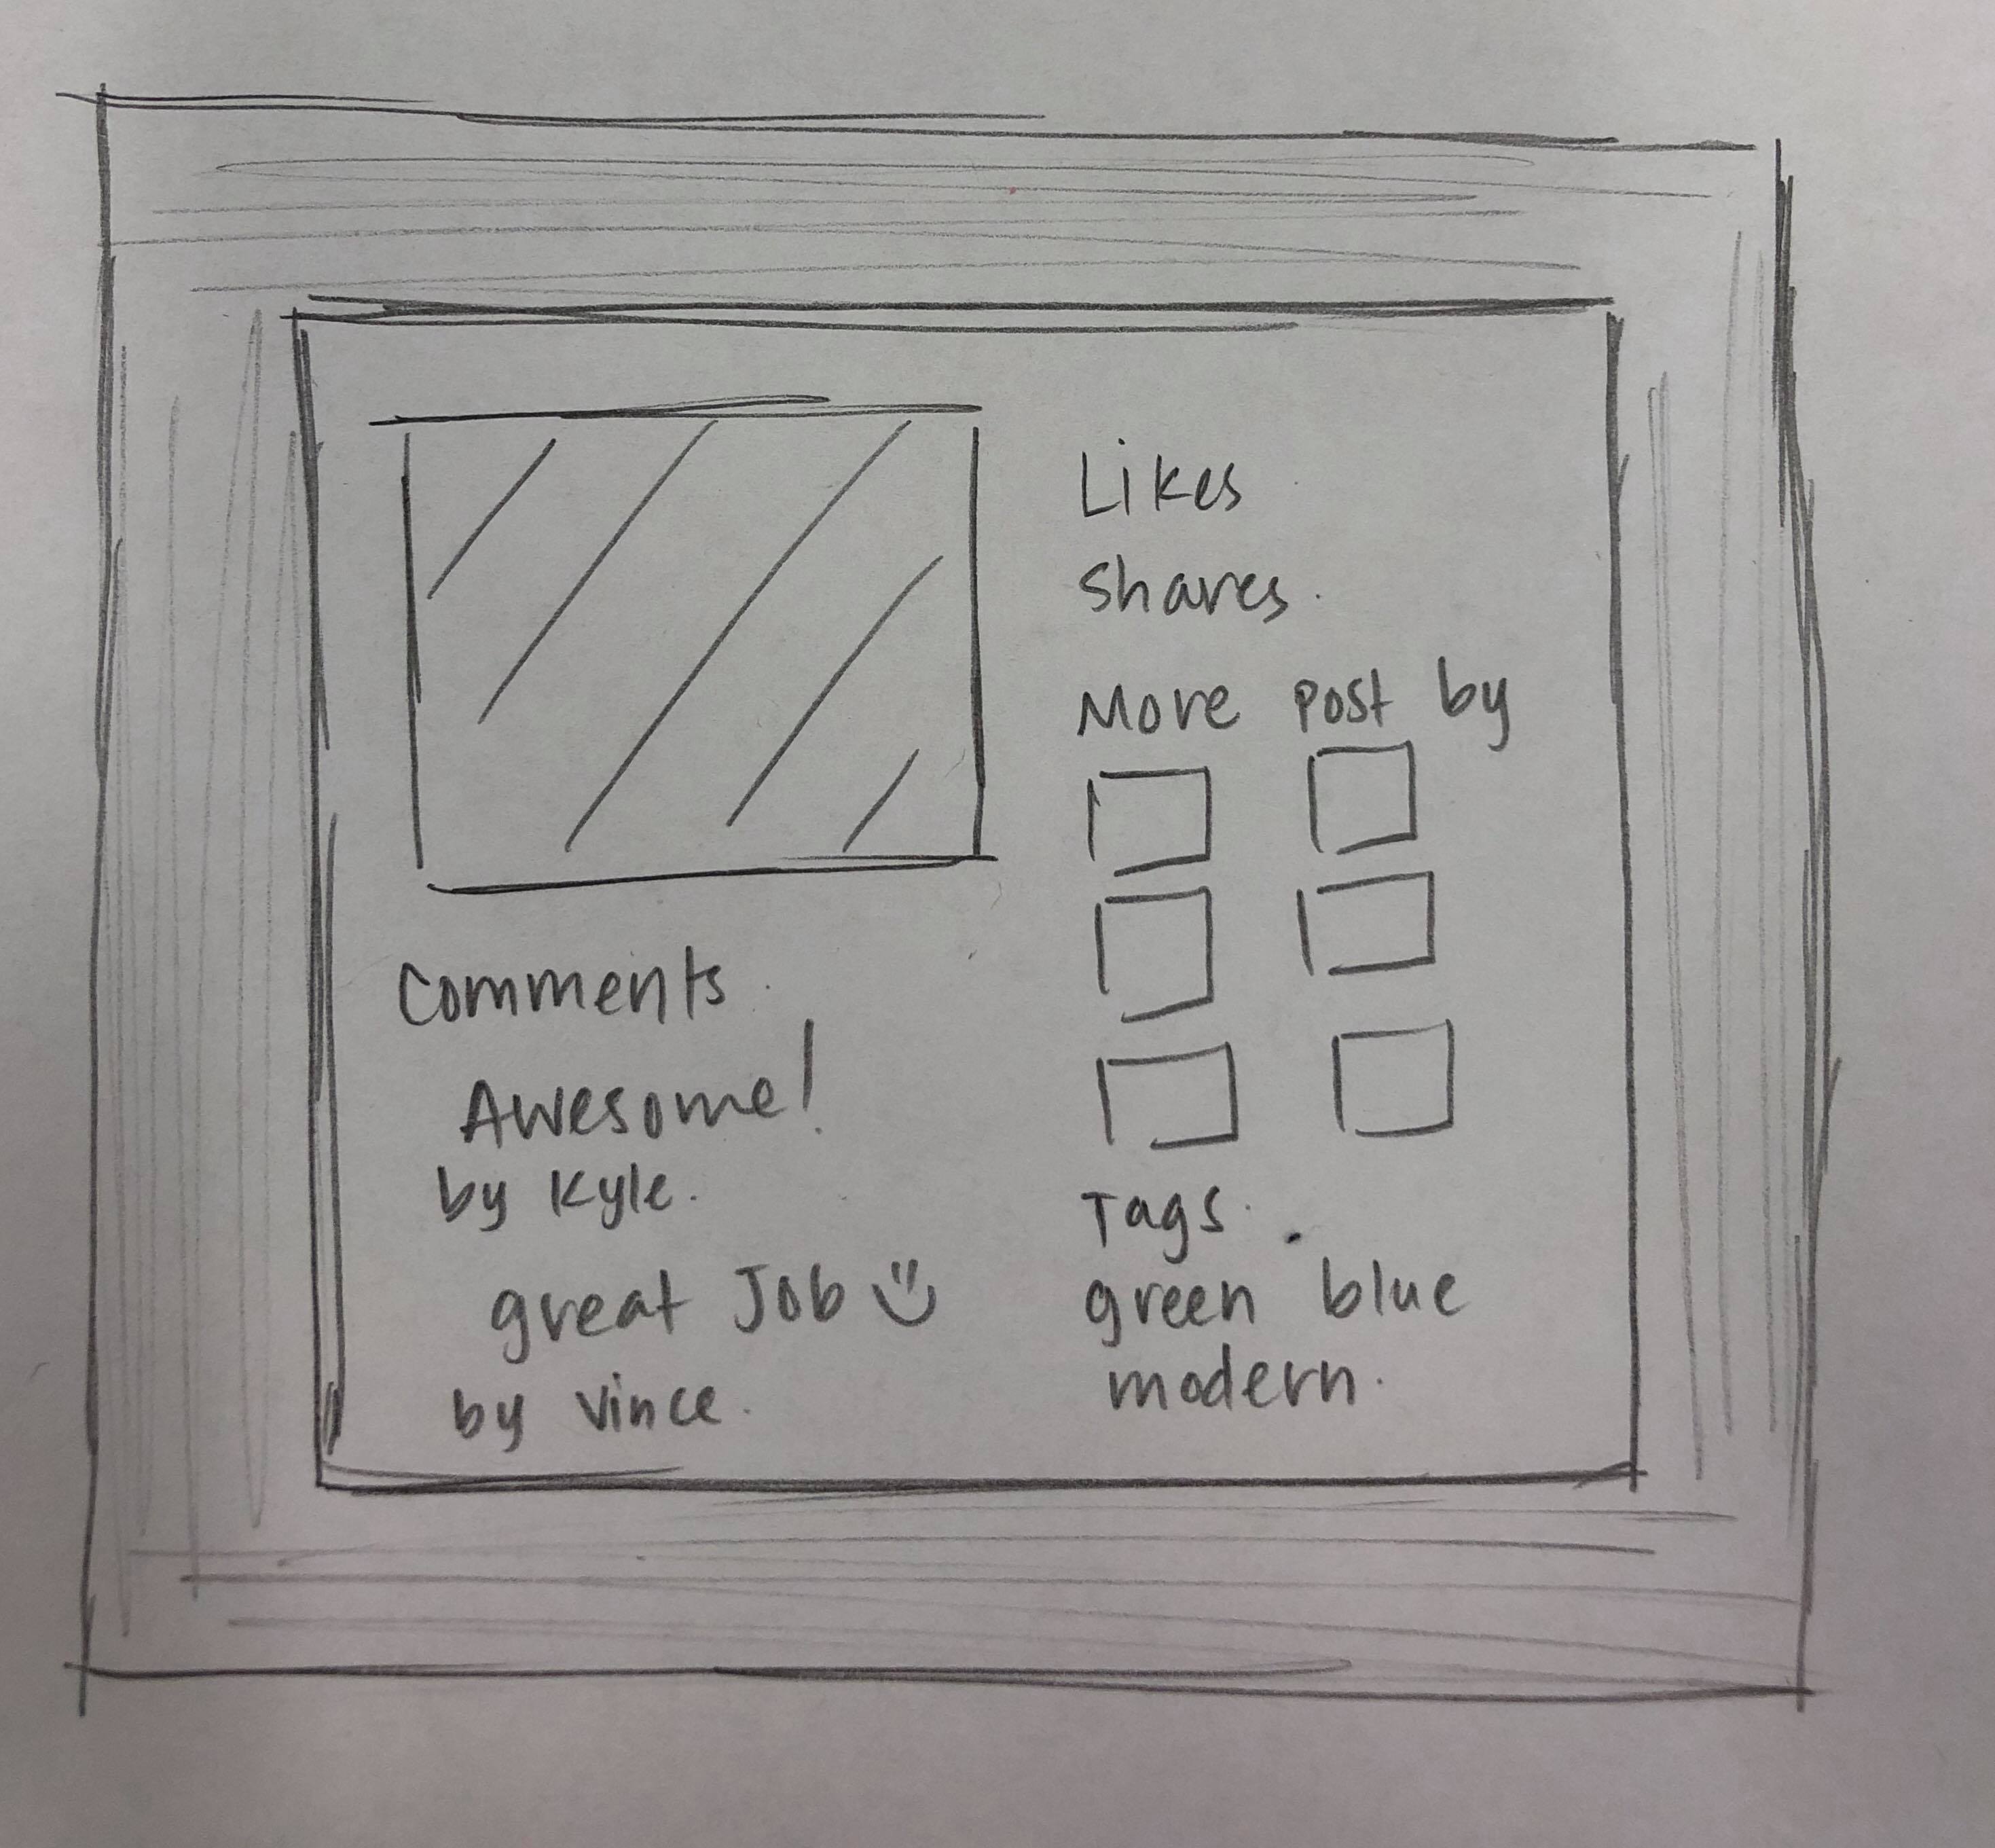 Likes
Shares.
More post by
Comments.
Awesome!
by Kyle.
great Job
by Vince.
Tags.
green blue
modern.